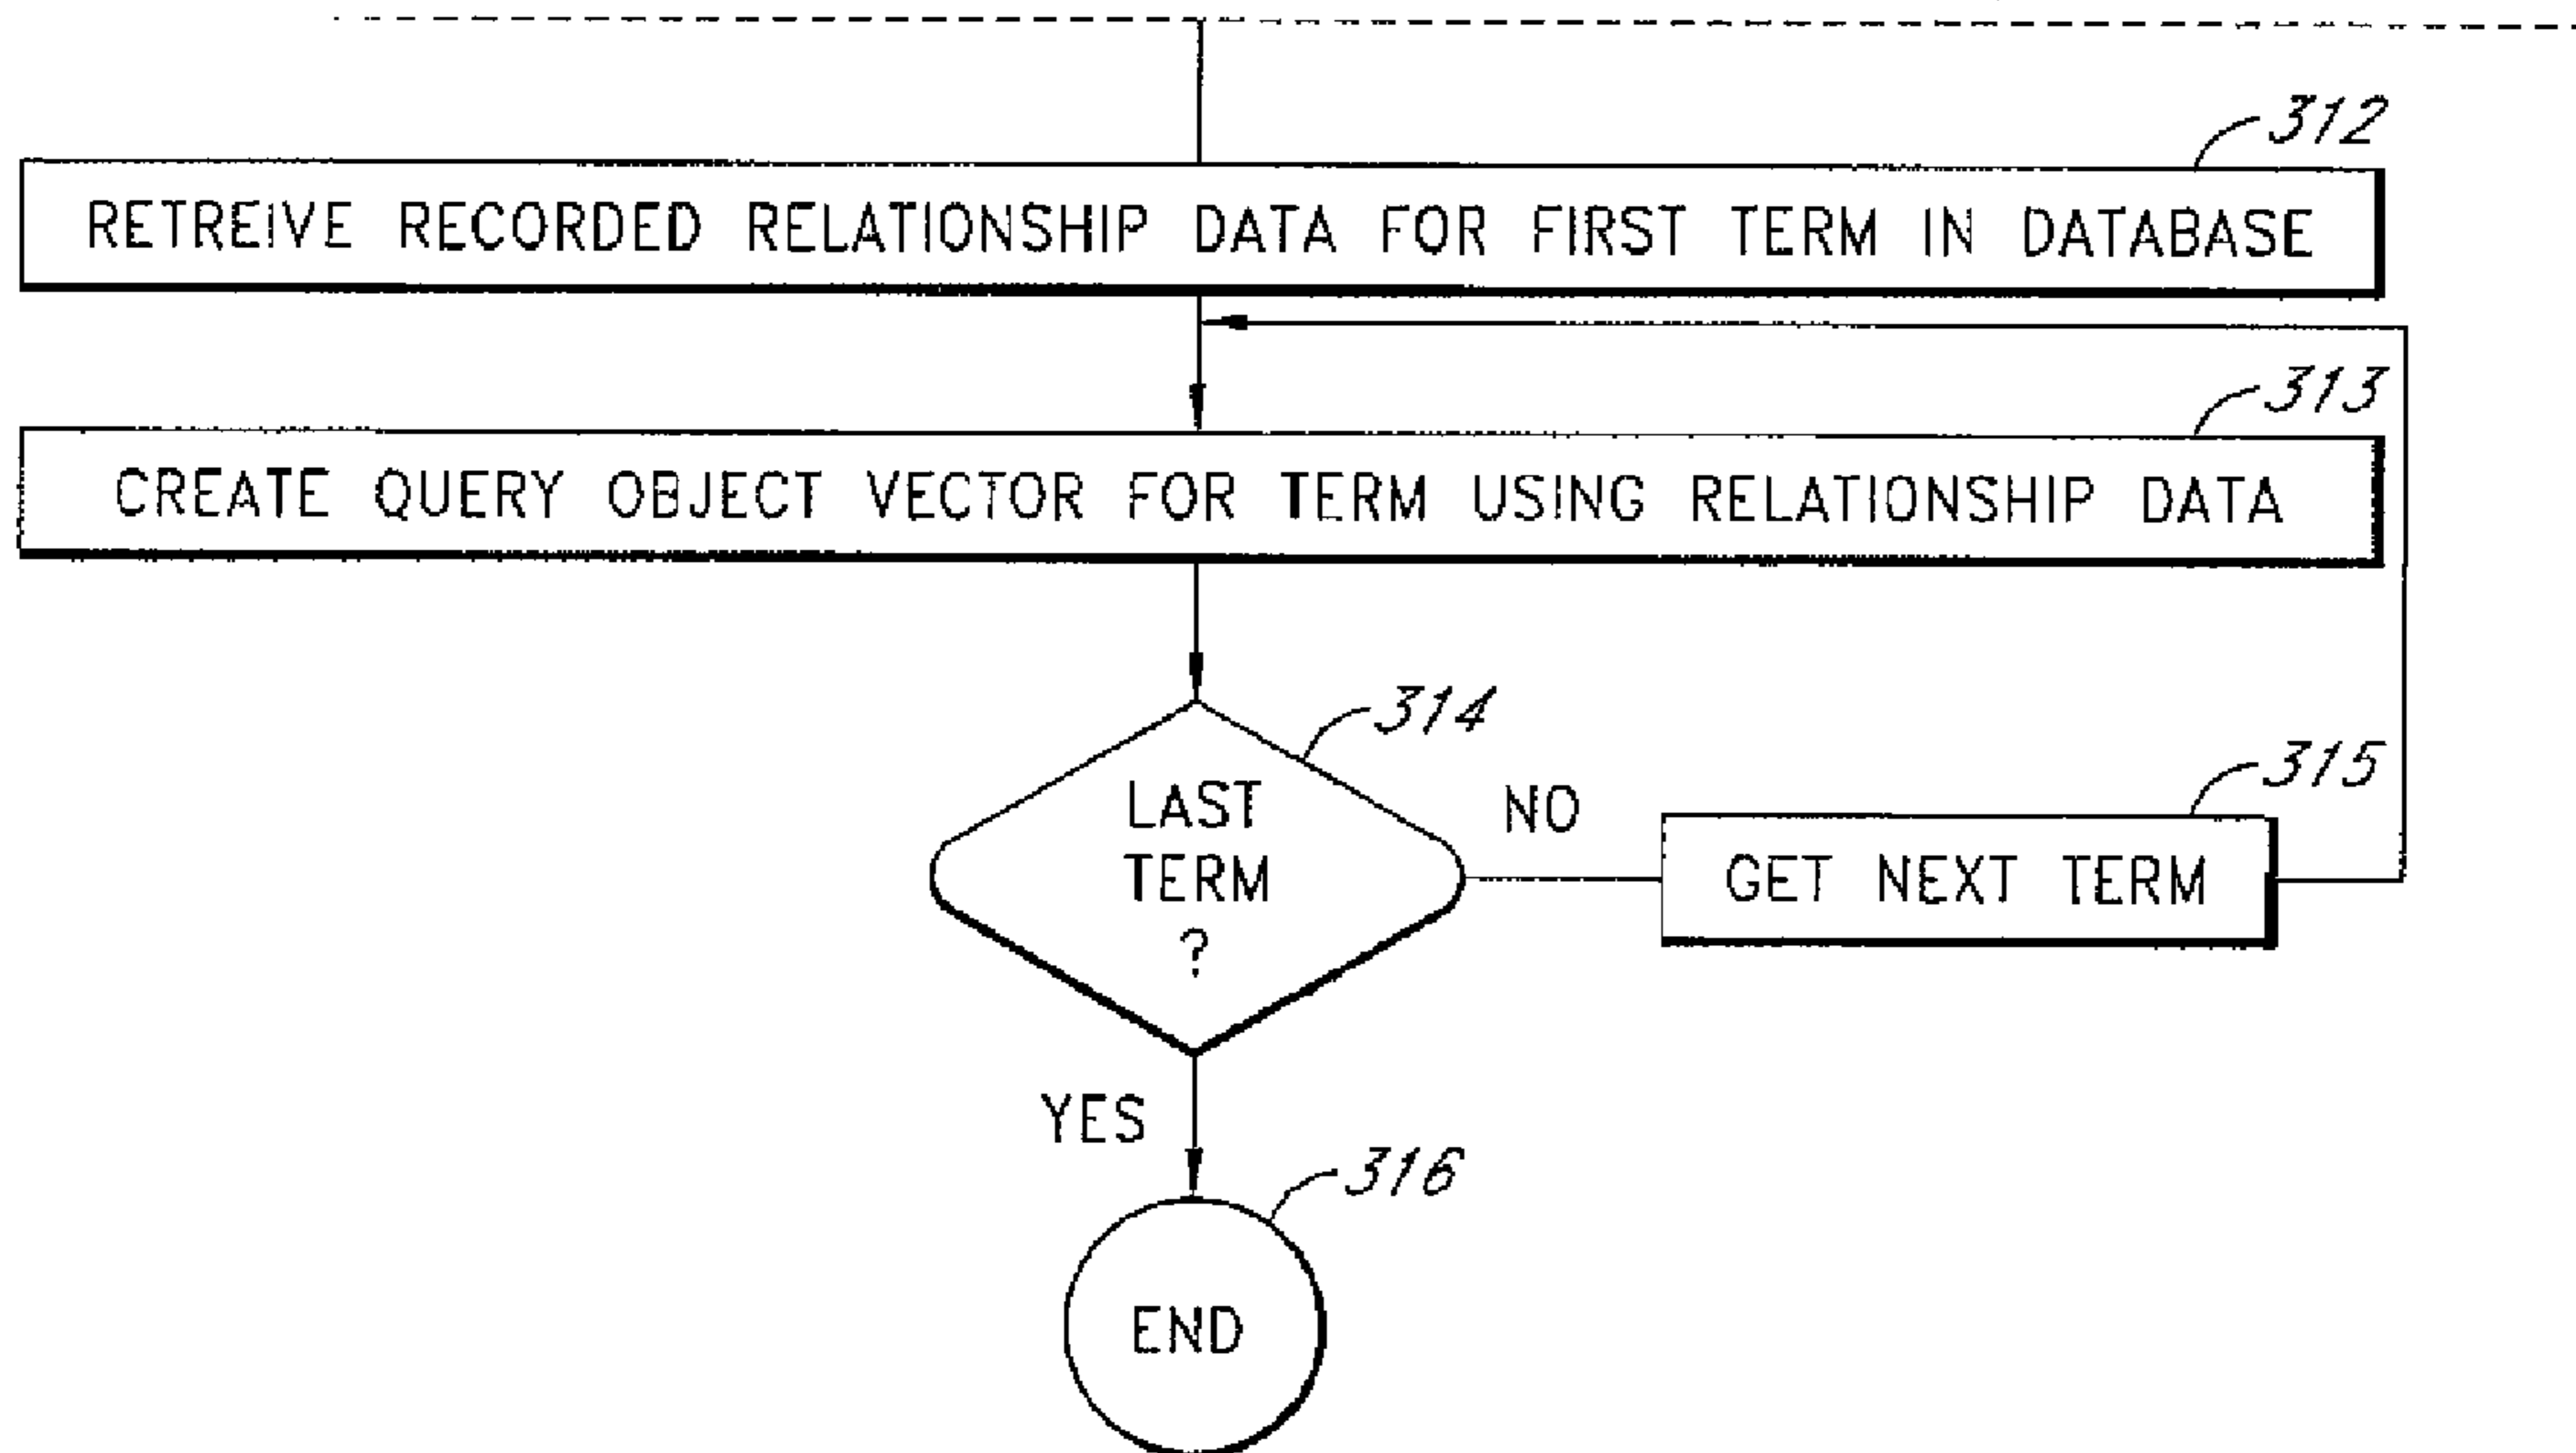 312
RETREIVE RECORDED RELATIONSHIP DATA FOR FIRST TERM IN DATABASE
313
CREATE QUERY OBJECT VECTOR FOR TERM USING RELATIONSHIP DATA
314
LAST
TERM
?
NO
315
GET NEXT TERM
YES
316
END